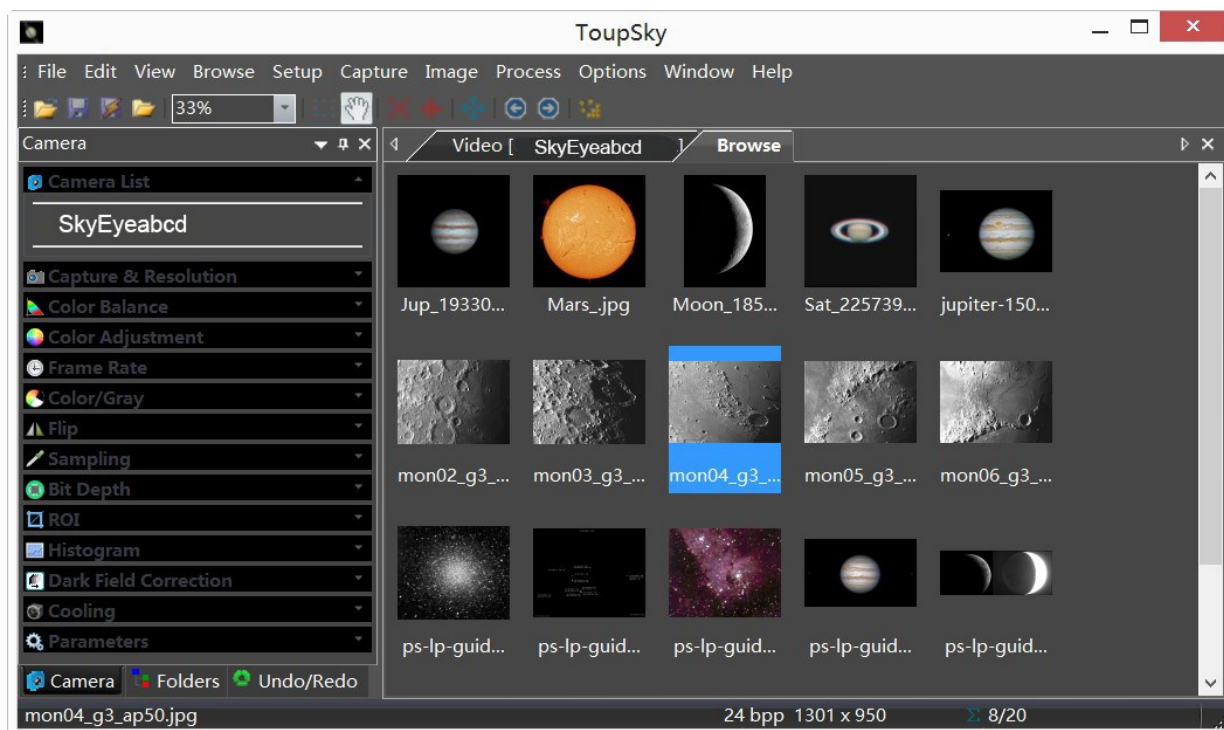 ToupSky
File Edit View Browse Setup Capture Image Process Options Window Help
33%
Camera
Video [ SkyEyeabcd ]
Browse
Camera List
SkyEyeabcd
Capture & Resolution
Color Balance
Color Adjustment
Frame Rate
Color/Gray
Flip
Sampling
Bit Depth
ROI
Histogram
Dark Field Correction
Cooling
Parameters
Camera Folders Undo/Redo
Jup_19330... Mars_.jpg Moon_185... Sat_225739... jupiter-150...
mon02_g3_... mon03_g3_... mon04_g3_... mon05_g3_... mon06_g3_...
ps-lp-guid... ps-lp-guid... ps-lp-guid... ps-lp-guid... ps-lp-guid...
mon04_g3_ap50.jpg 24 bpp 1301 x 950 Σ 8/20